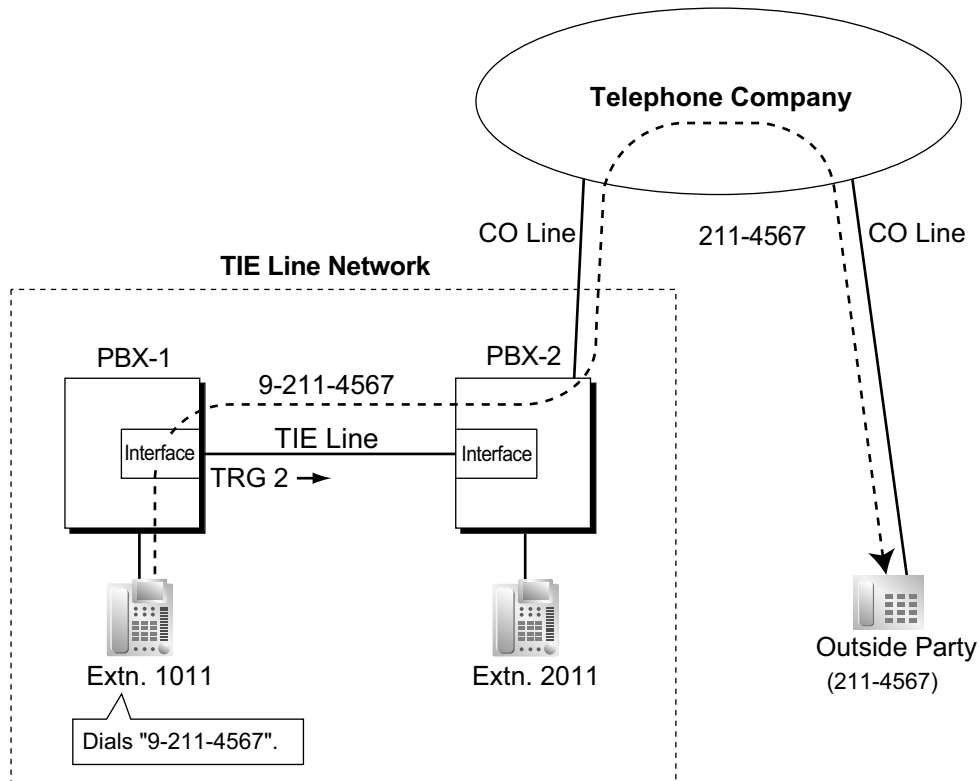 Telephone Company
CO Line
211-4567
CO Line
TIE Line Network
PBX-1
PBX-2
9-211-4567
Interface
TIE Line
Interface
TRG 2
Extn. 1011
Extn. 2011
Outside Party
(211-4567)
Dials "9-211-4567".